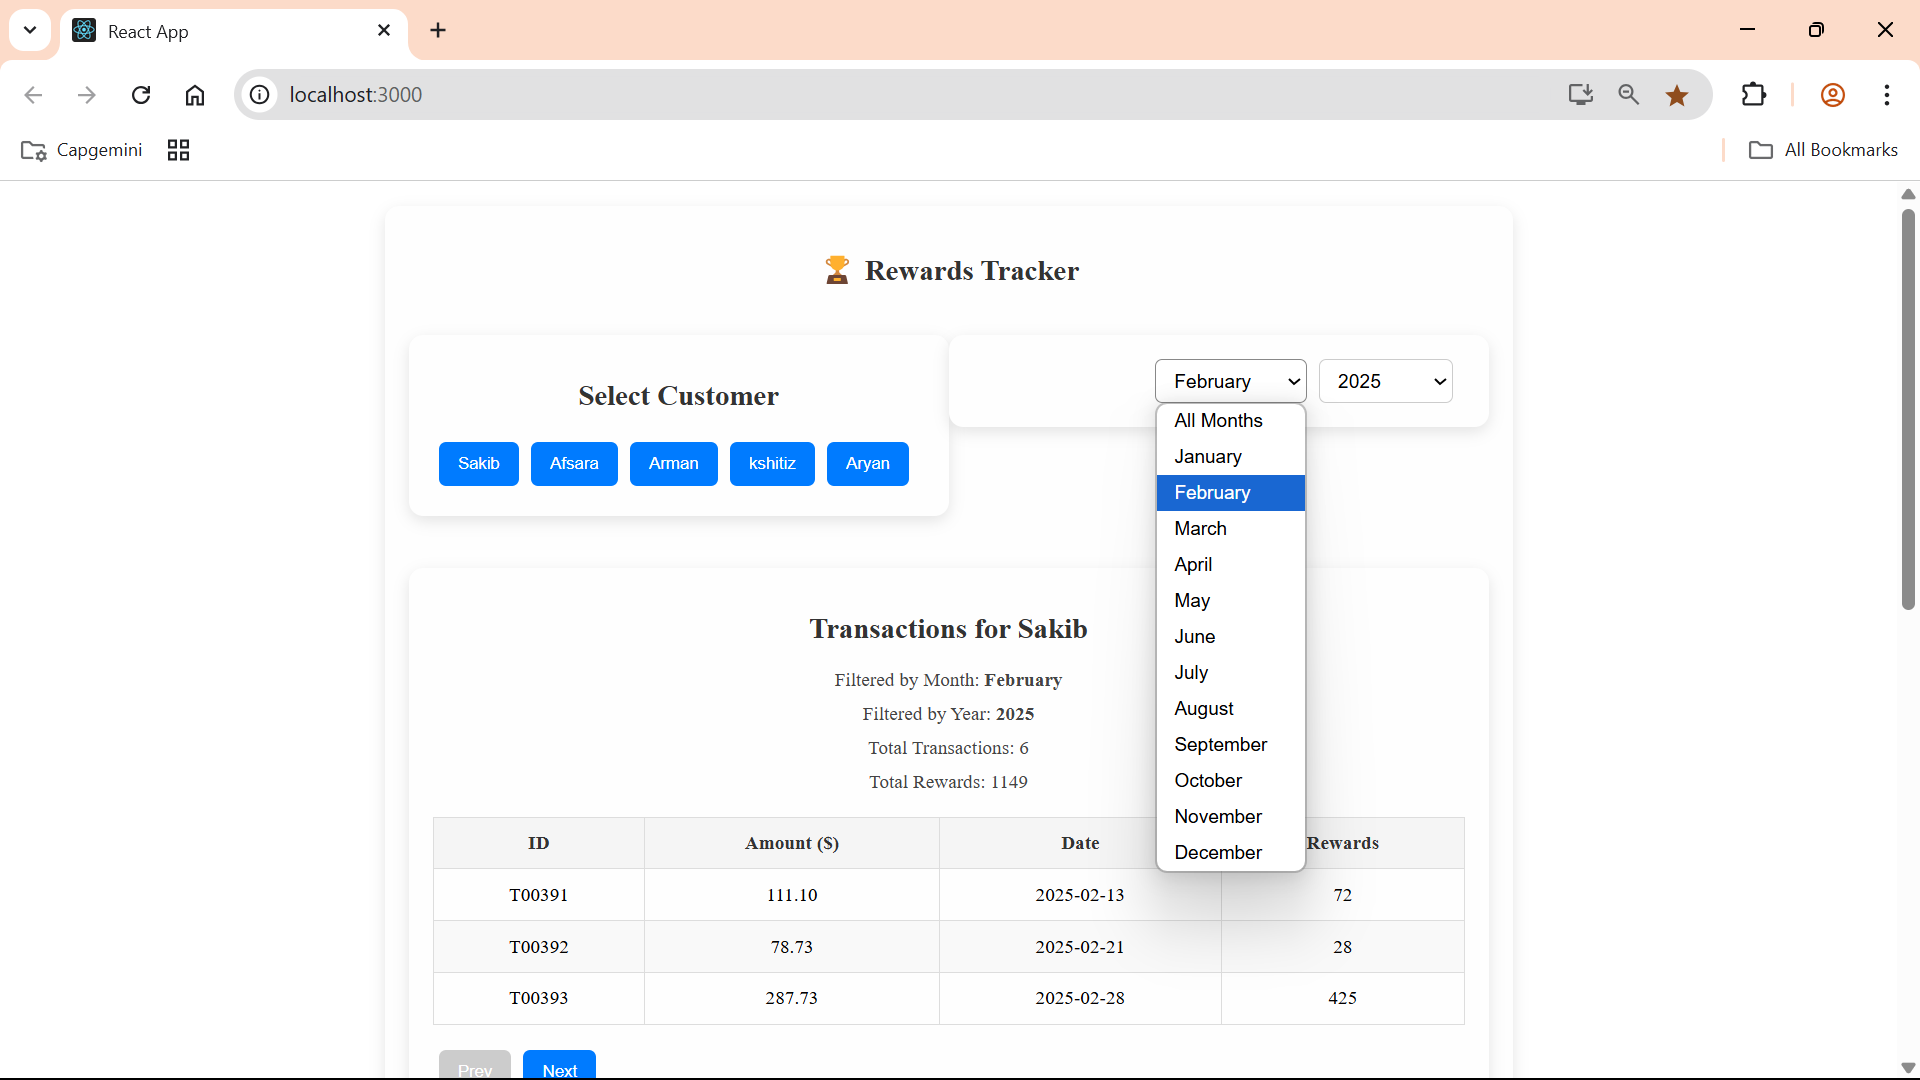 React App
localhost:3000
Capgemini
All Bookmarks
Rewards Tracker
Select Customer
Sakib Afsara Arman kshitiz Aryan
February 2025
All Months
January
February
March
April
May
June
July
August
September
October
November
December
Transactions for Sakib
Filtered by Month: February
Filtered by Year: 2025
Total Transactions: 6
Total Rewards: 1149
ID Amount ($) Date Rewards
T00391 111.10 2025-02-13 72
T00392 78.73 2025-02-21 28
T00393 287.73 2025-02-28 425
Prev Next